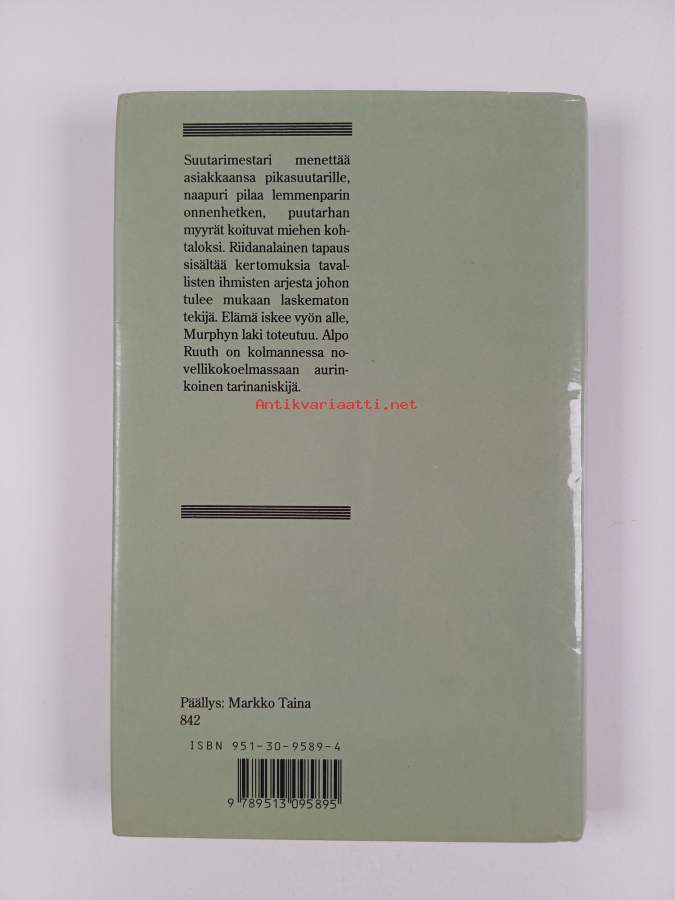 Suutarimestari menettää
asiakkaansa pikasuutarille,
naapuri pilaa lemmenparin
onnenhetken, puutarhan
myyrät koituvat miehen koh-
taloksi. Riidanalainen tapaus
sisältää kertomuksia taval-
listen ihmisten arjesta johon
tulee mukaan laskematon
tekijä. Elämä iskee vyön alle,
Murphyn laki toteutuu. Alpo
Ruuth on kolmannessa no-
vellikokoelmassaan aurin-
koinen tarinaniskijä.
Antikvariaatti.net
Päällys: Markko Taina
842
ISBN 951-30-9589-4
9 789513 095895